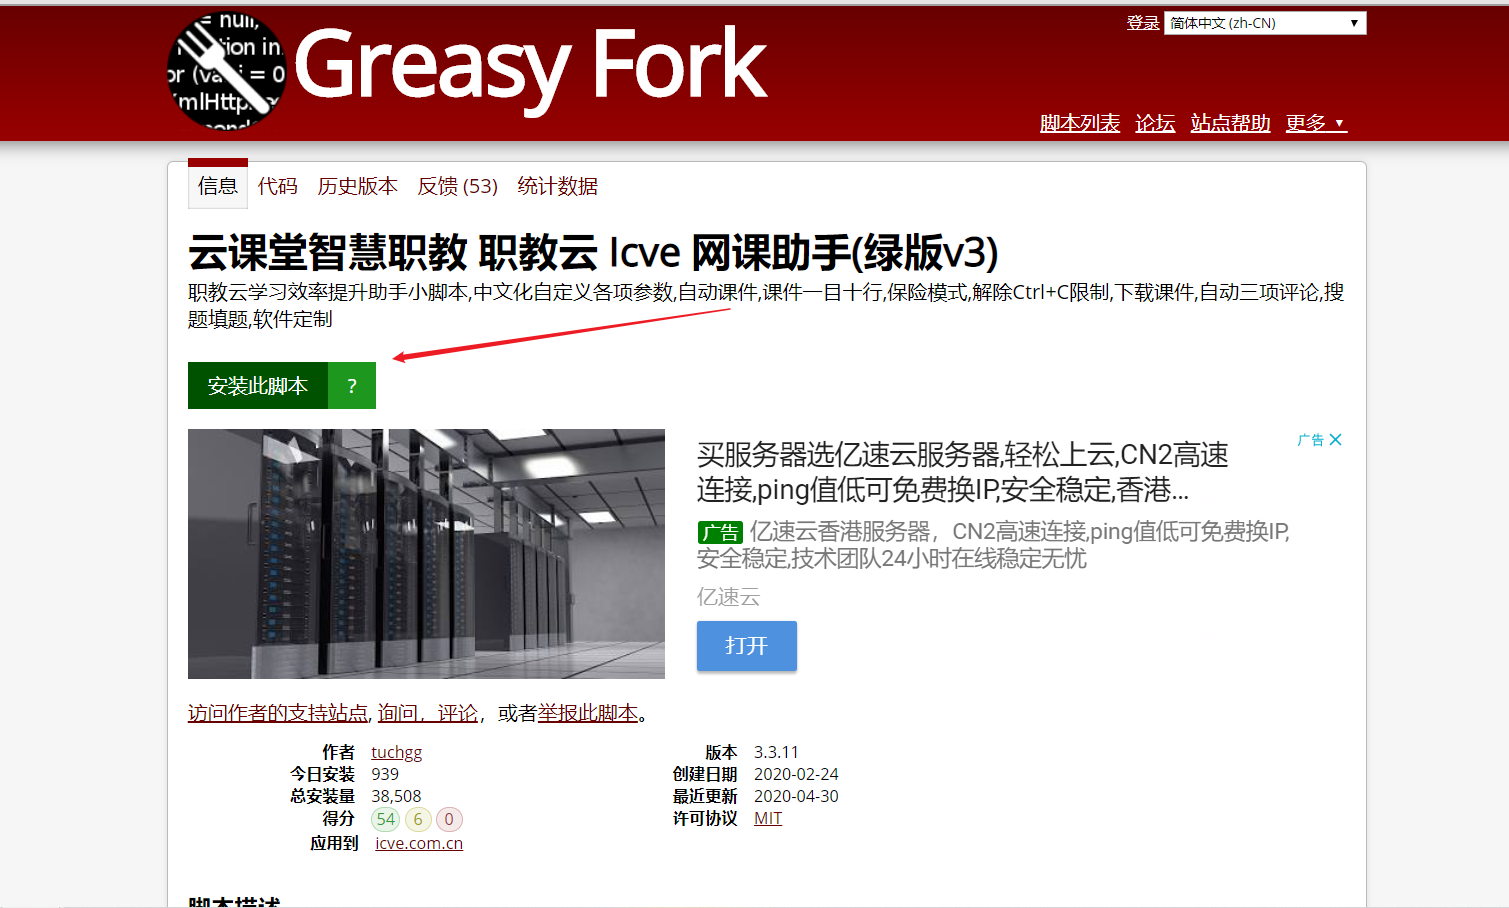 登录 简体中文 (zh-CN) ▼
= null,
tion in
or (va i = 0
XmlHttp
Greasy Fork
脚本列表 论坛 站点帮助 更多 ▼
信息 代码 历史版本 反馈 (53) 统计数据
云课堂智慧职教 职教云 Icve 网课助手(绿版v3)
职教云学习效率提升助手小脚本,中文化自定义各项参数,自动课件,课件一目十行,保险模式,解除Ctrl+C限制,下载课件,自动三项评论,搜
题填题,软件定制
安装此脚本 ?
广告
买服务器选亿速云服务器,轻松上云,CN2高速
连接,ping值低可免费换IP,安全稳定,香港...
广告 亿速云香港服务器，CN2高速连接,ping值低可免费换IP,
安全稳定,技术团队24小时在线稳定无忧
亿速云
打开
访问作者的支持站点, 询问，评论，或者举报此脚本。
作者 tuchgg 版本 3.3.11
今日安装 939 创建日期 2020-02-24
总安装量 38,508 最近更新 2020-04-30
得分 54 6 0 许可协议 MIT
应用到 icve.com.cn
脚本描述